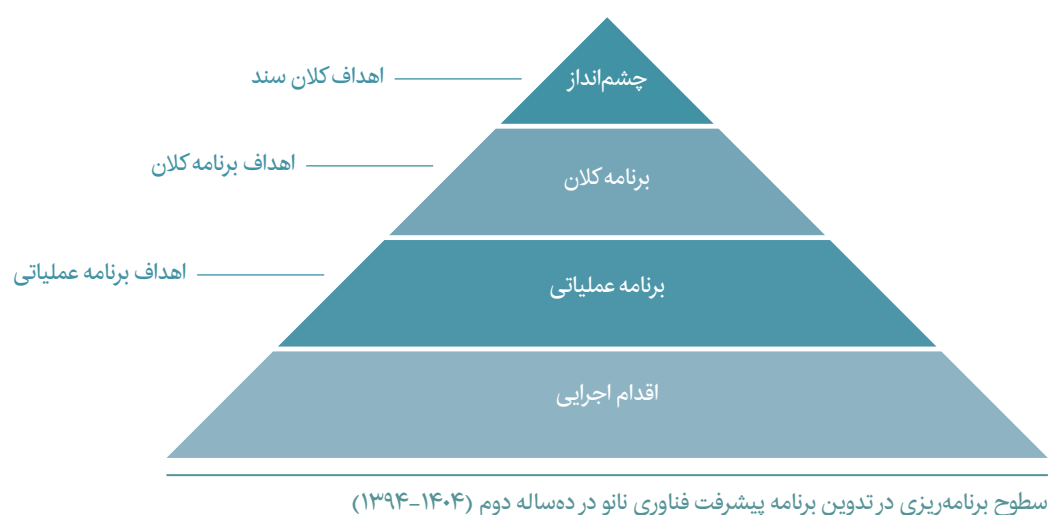 چشم‌انداز
اهداف کلان سند
برنامه کلان
اهداف برنامه کلان
برنامه عملیاتی
اهداف برنامه عملیاتی
اقدام اجرایی
سطوح برنامه‌ریزی در تدوین برنامه پیشرفت فناوری نانو در ده‌ساله دوم (۱۴۰۴-۱۳۹۴)